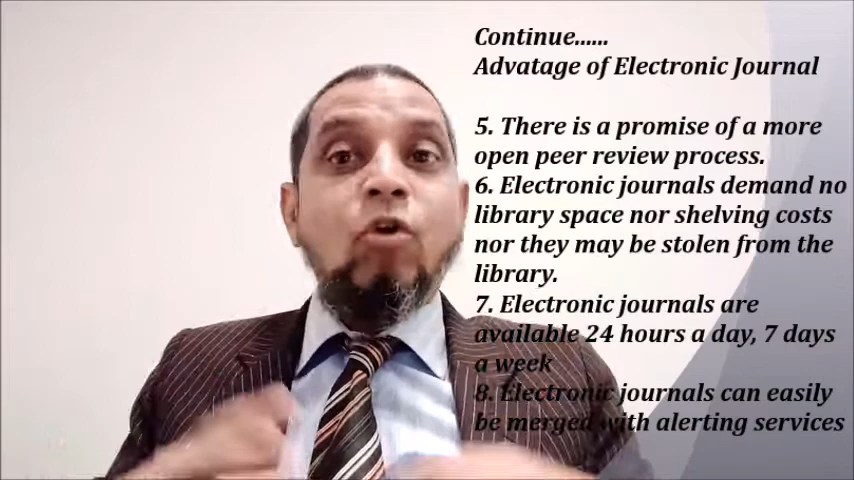 Continue......
Advatage of Electronic Journal
5. There is a promise of a more
open peer review process.
6. Electronic journals demand no
library space nor shelving costs
nor they may be stolen from the
library.
7. Electronic journals are
available 24 hours a day, 7 days
a week
8. Electronic journals can easily
be merged with alerting services